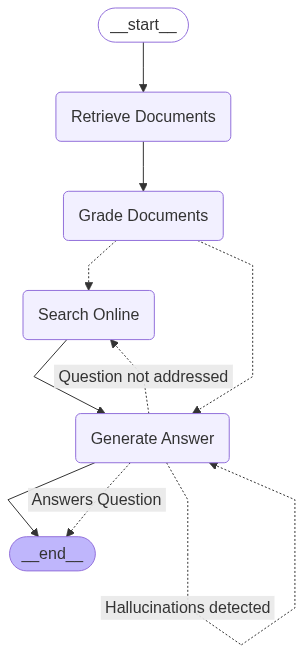 __start__
Retrieve Documents
Grade Documents
Search Online
Question not addressed
Generate Answer
Answers Question
__end__
Hallucinations detected